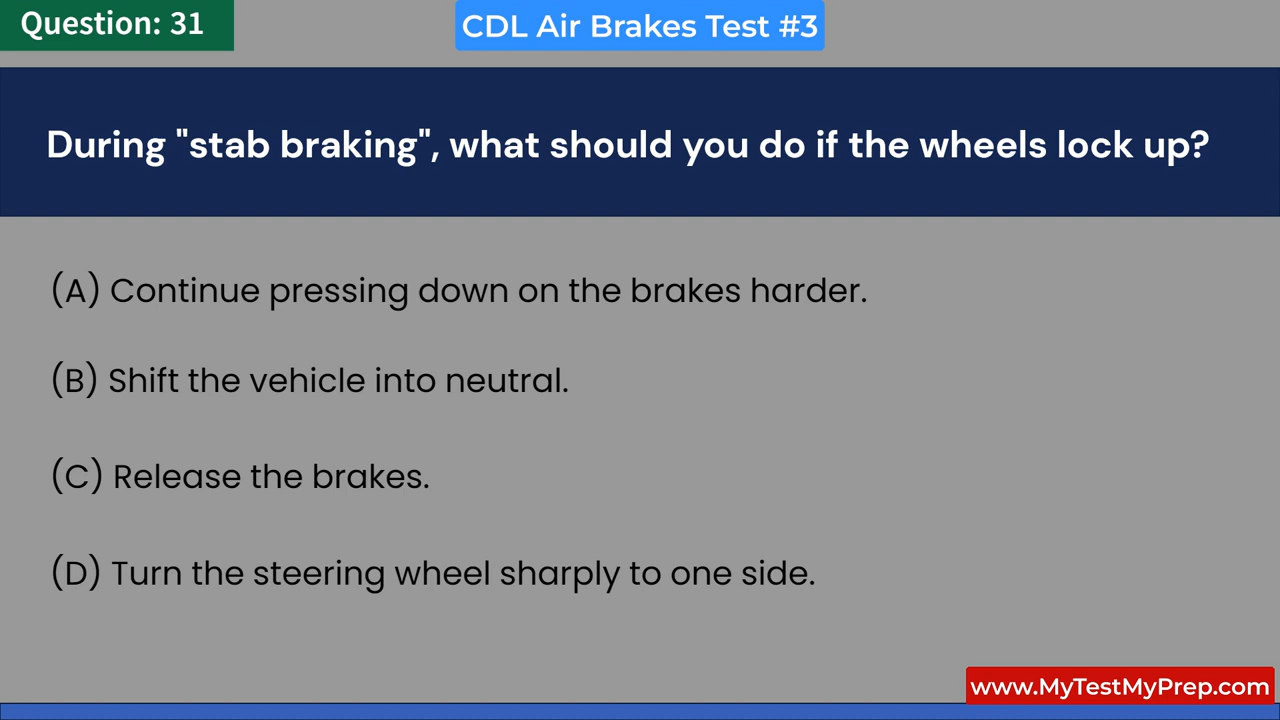 Question: 31
CDL Air Brakes Test #3
During "stab braking", what should you do if the wheels lock up?
(A) Continue pressing down on the brakes harder.
(B) Shift the vehicle into neutral.
(C) Release the brakes.
(D) Turn the steering wheel sharply to one side.
www.MyTestMyPrep.com